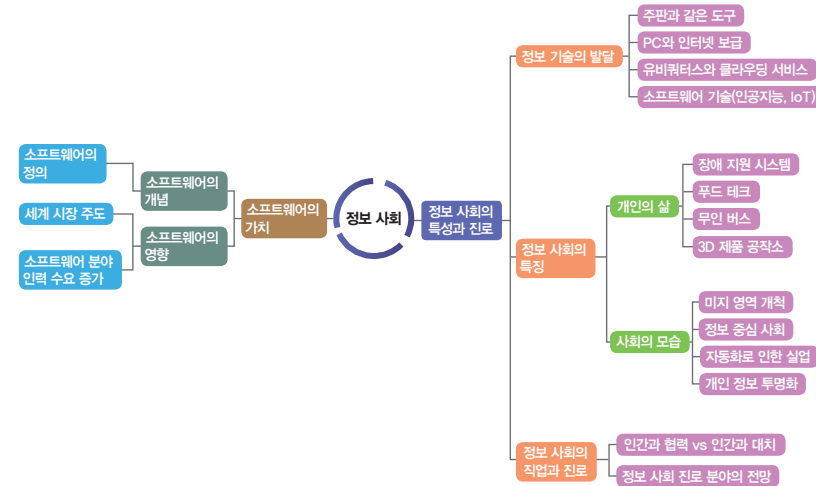 정보 사회
소프트웨어의
가치
소프트웨어의
개념
소프트웨어의
정의
소프트웨어의
영향
세계 시장 주도
소프트웨어 분야
인력 수요 증가
정보 사회의
특성과 진로
정보 기술의 발달
주판과 같은 도구
PC와 인터넷 보급
유비쿼터스와 클라우딩 서비스
소프트웨어 기술(인공지능, IoT)
정보 사회의
특징
개인의 삶
장애 지원 시스템
푸드 테크
무인 버스
3D 제품 공작소
사회의 모습
미지 영역 개척
정보 중심 사회
자동화로 인한 실업
개인 정보 투명화
정보 사회의
직업과 진로
인간과 협력 vs 인간과 대치
정보 사회 진로 분야의 전망